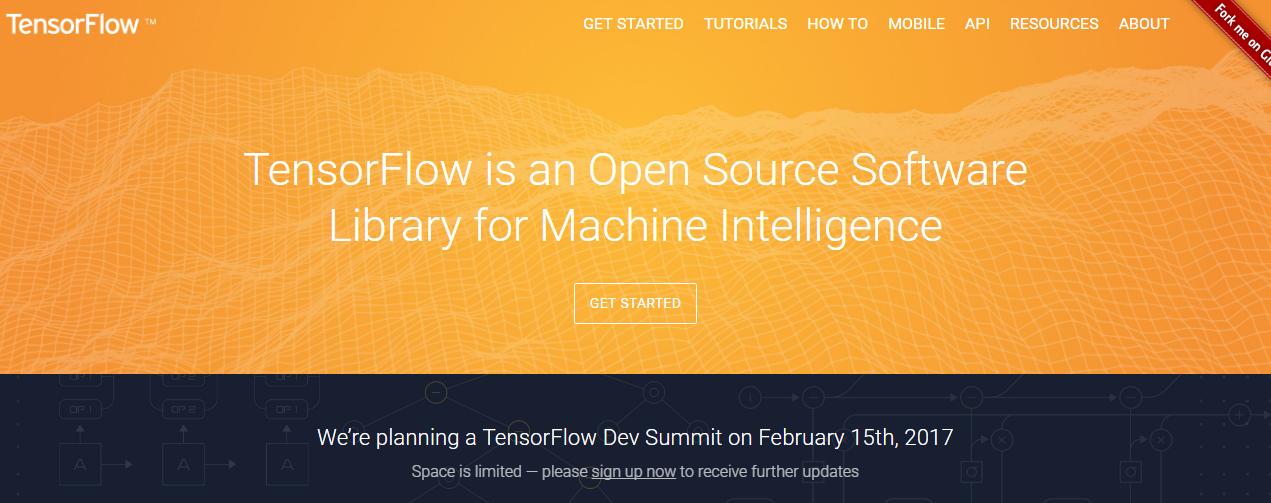 TensorFlow ™
GET STARTED TUTORIALS HOW TO MOBILE API RESOURCES ABOUT
Fork me on
TensorFlow is an Open Source Software
Library for Machine Intelligence
GET STARTED
OP 1 OP 2 OP 1
OP 1 OP 2 OP 1
A A A
We’re planning a TensorFlow Dev Summit on February 15th, 2017
Space is limited — please sign up now to receive further updates